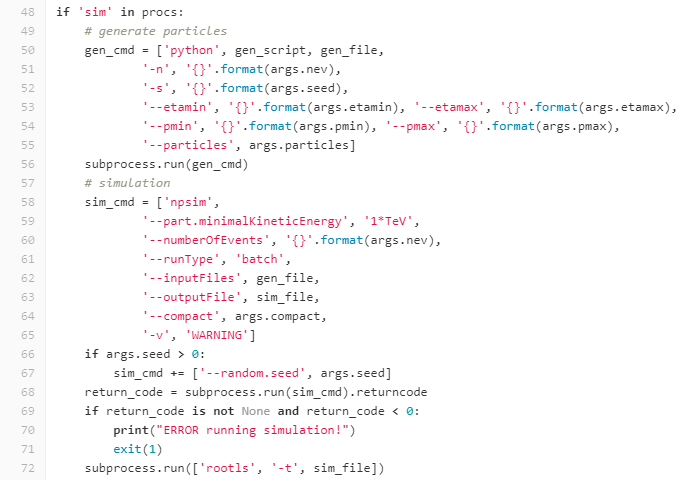 48 if 'sim' in procs:
49     # generate particles
50     gen_cmd = ['python', gen_script, gen_file,
51             '-n', '{}'.format(args.nev),
52             '-s', '{}'.format(args.seed),
53             '--etamin', '{}'.format(args.etamin), '--etamax', '{}'.format(args.etamax),
54             '--pmin', '{}'.format(args.pmin), '--pmax', '{}'.format(args.pmax),
55             '--particles', args.particles]
56     subprocess.run(gen_cmd)
57     # simulation
58     sim_cmd = ['npsim',
59             '--part.minimalKineticEnergy', '1*TeV',
60             '--numberOfEvents', '{}'.format(args.nev),
61             '--runType', 'batch',
62             '--inputFiles', gen_file,
63             '--outputFile', sim_file,
64             '--compact', args.compact,
65             '-v', 'WARNING']
66     if args.seed > 0:
67         sim_cmd += ['--random.seed', args.seed]
68     return_code = subprocess.run(sim_cmd).returncode
69     if return_code is not None and return_code < 0:
70         print("ERROR running simulation!")
71         exit(1)
72     subprocess.run(['rootls', '-t', sim_file])